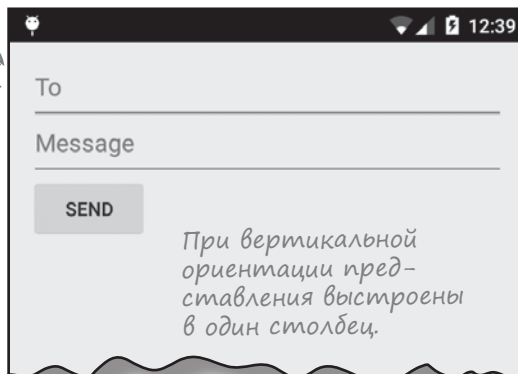 12:39
To
Message
SEND
При вертикальной
ориентации пред-
ставления выстроены
в один столбец.